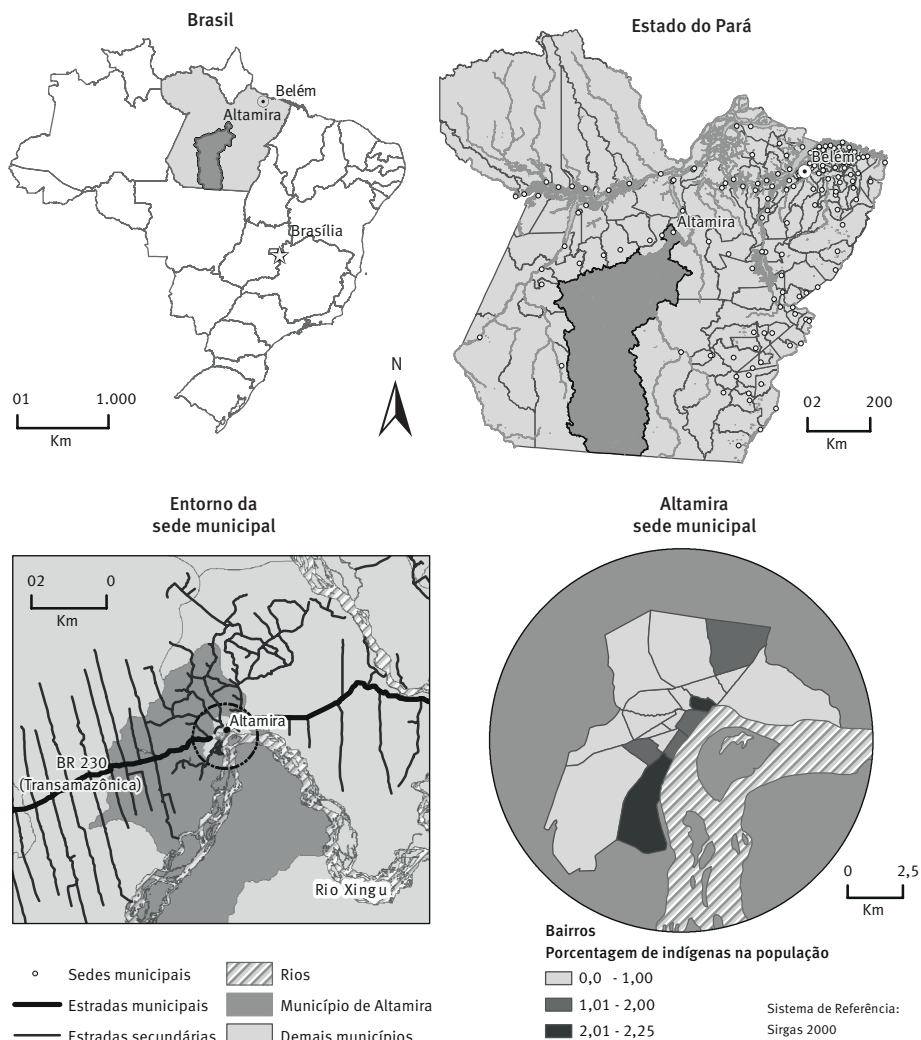 Brasil
Belém
Altamira
Brasília
01 1.000
Km
N
Estado do Pará
Belém
Altamira
02 200
Km
Entorno da
sede municipal
02 0
Km
Altamira
BR 230
(Transamazônica)
Rio Xingu
Altamira
sede municipal
0 2,5
Km
Bairros
Porcentagem de indígenas na população
0,0 - 1,00
1,01 - 2,00
2,01 - 2,25
Sistema de Referência:
Sirgas 2000
Sedes municipais
Estradas municipais
Estradas secundárias
Rios
Município de Altamira
Demais municípios